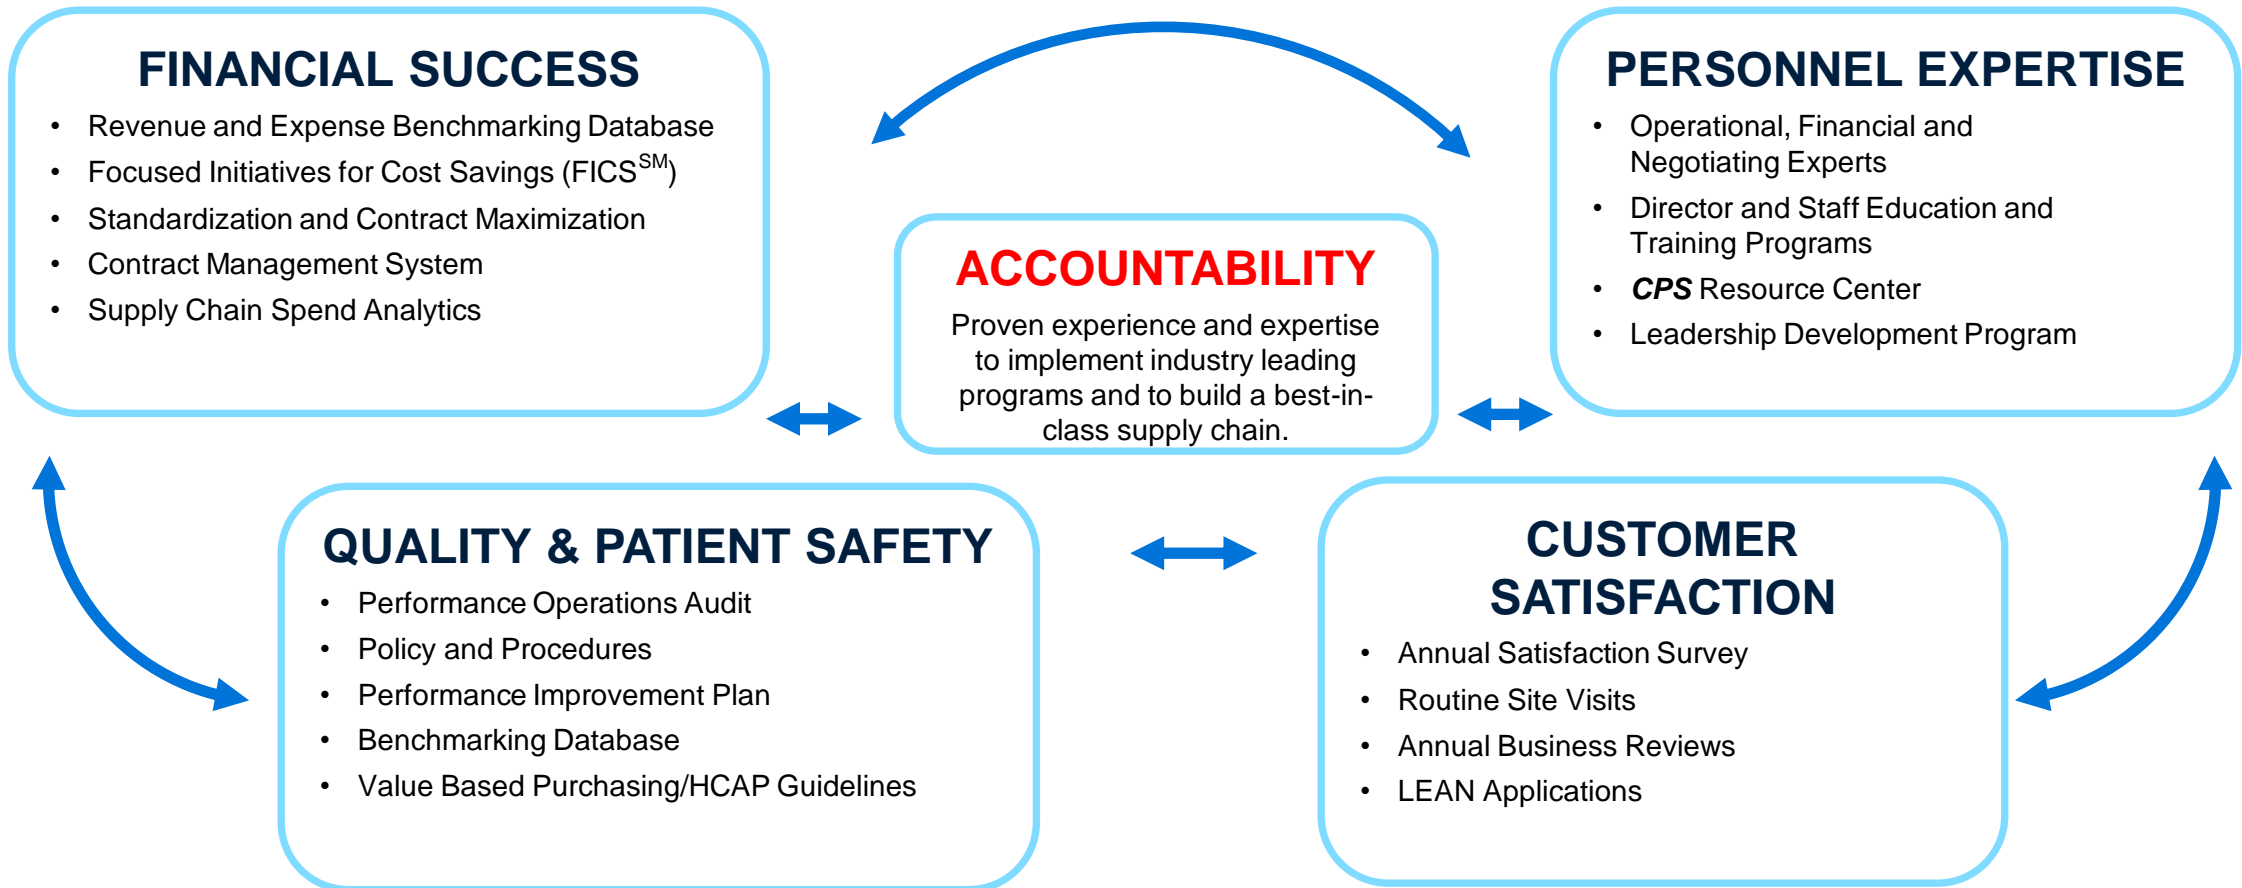 FINANCIAL SUCCESS
• Revenue and Expense Benchmarking Database
• Focused Initiatives for Cost Savings (FICS℠)
• Standardization and Contract Maximization
• Contract Management System
• Supply Chain Spend Analytics
PERSONNEL EXPERTISE
• Operational, Financial and
Negotiating Experts
• Director and Staff Education and
Training Programs
• CPS Resource Center
• Leadership Development Program
ACCOUNTABILITY
Proven experience and expertise
to implement industry leading
programs and to build a best-in-
class supply chain.
QUALITY & PATIENT SAFETY
• Performance Operations Audit
• Policy and Procedures
• Performance Improvement Plan
• Benchmarking Database
• Value Based Purchasing/HCAP Guidelines
CUSTOMER
SATISFACTION
• Annual Satisfaction Survey
• Routine Site Visits
• Annual Business Reviews
• LEAN Applications